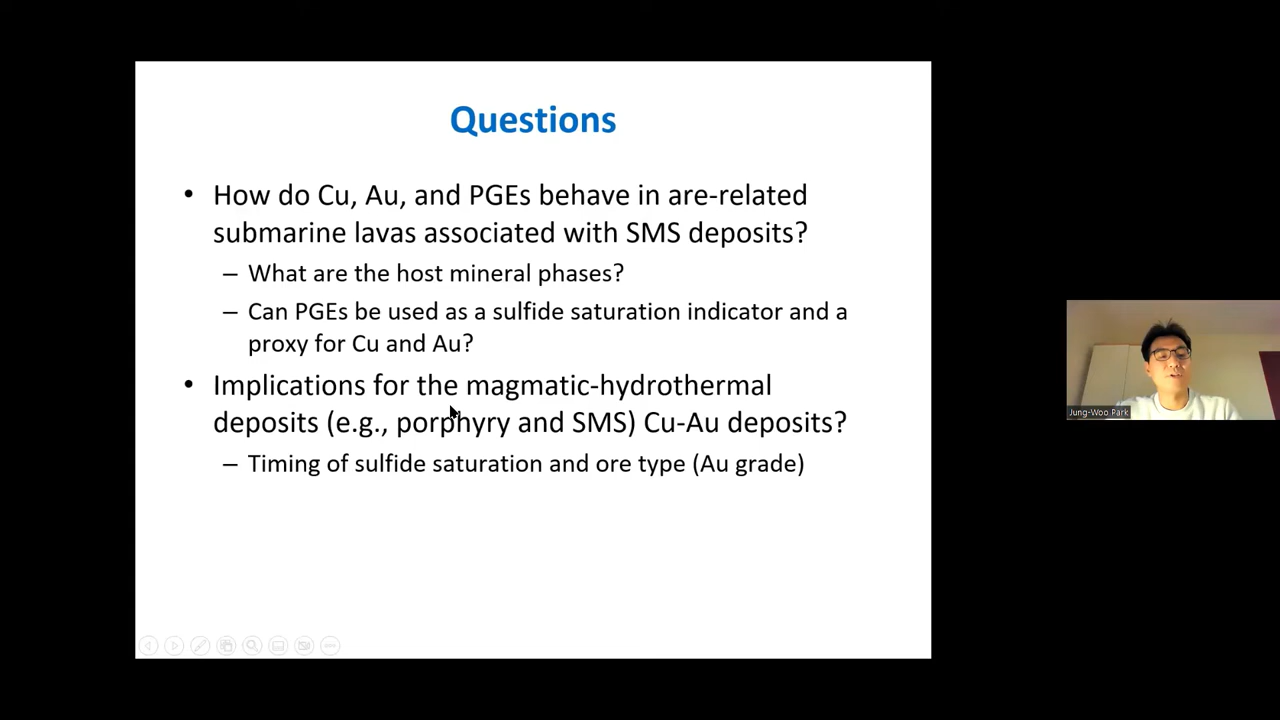 Questions
• How do Cu, Au, and PGEs behave in are-related
submarine lavas associated with SMS deposits?
– What are the host mineral phases?
– Can PGEs be used as a sulfide saturation indicator and a
proxy for Cu and Au?
• Implications for the magmatic-hydrothermal
deposits (e.g., porphyry and SMS) Cu-Au deposits?
– Timing of sulfide saturation and ore type (Au grade)
Jung-Woo Park